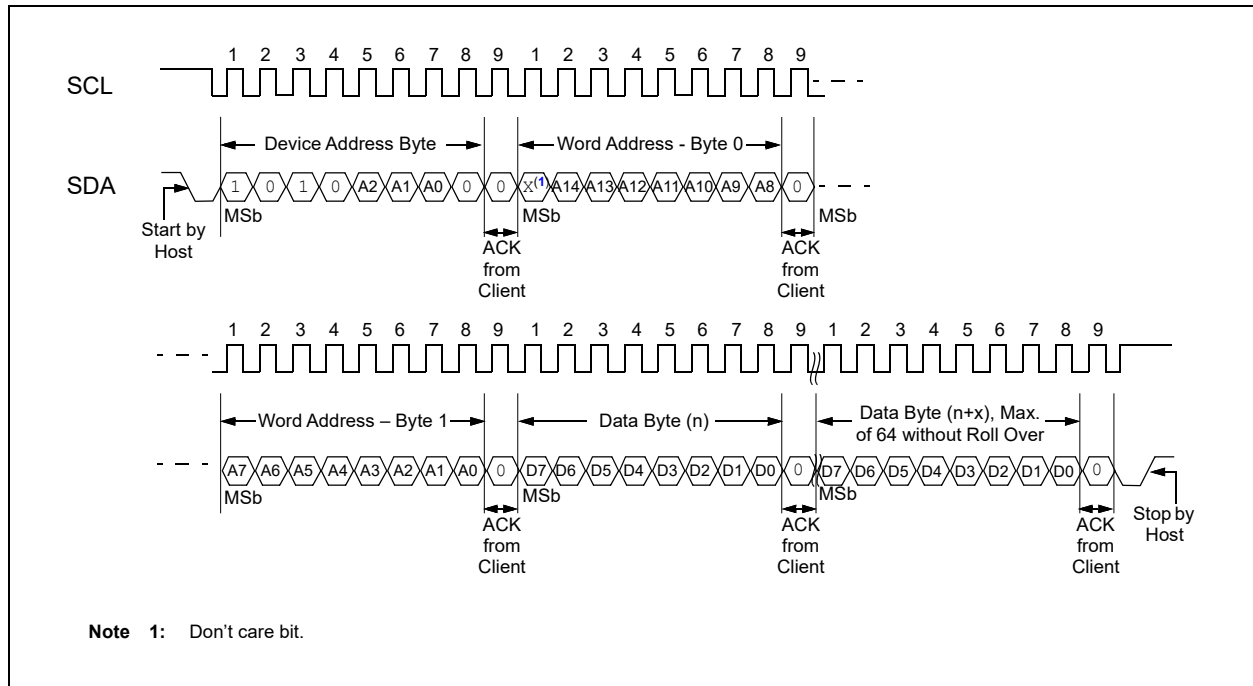 1 2 3 4 5 6 7 8 9 1 2 3 4 5 6 7 8 9
SCL
Device Address Byte Word Address - Byte 0
SDA 1 0 1 0 A2 A1 A0 0 0 X(1) A14 A13 A12 A11 A10 A9 A8 0
MSb MSb MSb
Start by
Host
ACK
from
Client
ACK
from
Client
1 2 3 4 5 6 7 8 9 1 2 3 4 5 6 7 8 9 1 2 3 4 5 6 7 8 9
Word Address – Byte 1 Data Byte (n) Data Byte (n+x), Max.
of 64 without Roll Over
A7 A6 A5 A4 A3 A2 A1 A0 0 D7 D6 D5 D4 D3 D2 D1 D0 0 D7 D6 D5 D4 D3 D2 D1 D0 0
MSb MSb MSb
ACK
from
Client
ACK
from
Client
ACK
from
Client
Stop by
Host
Note 1: Don't care bit.